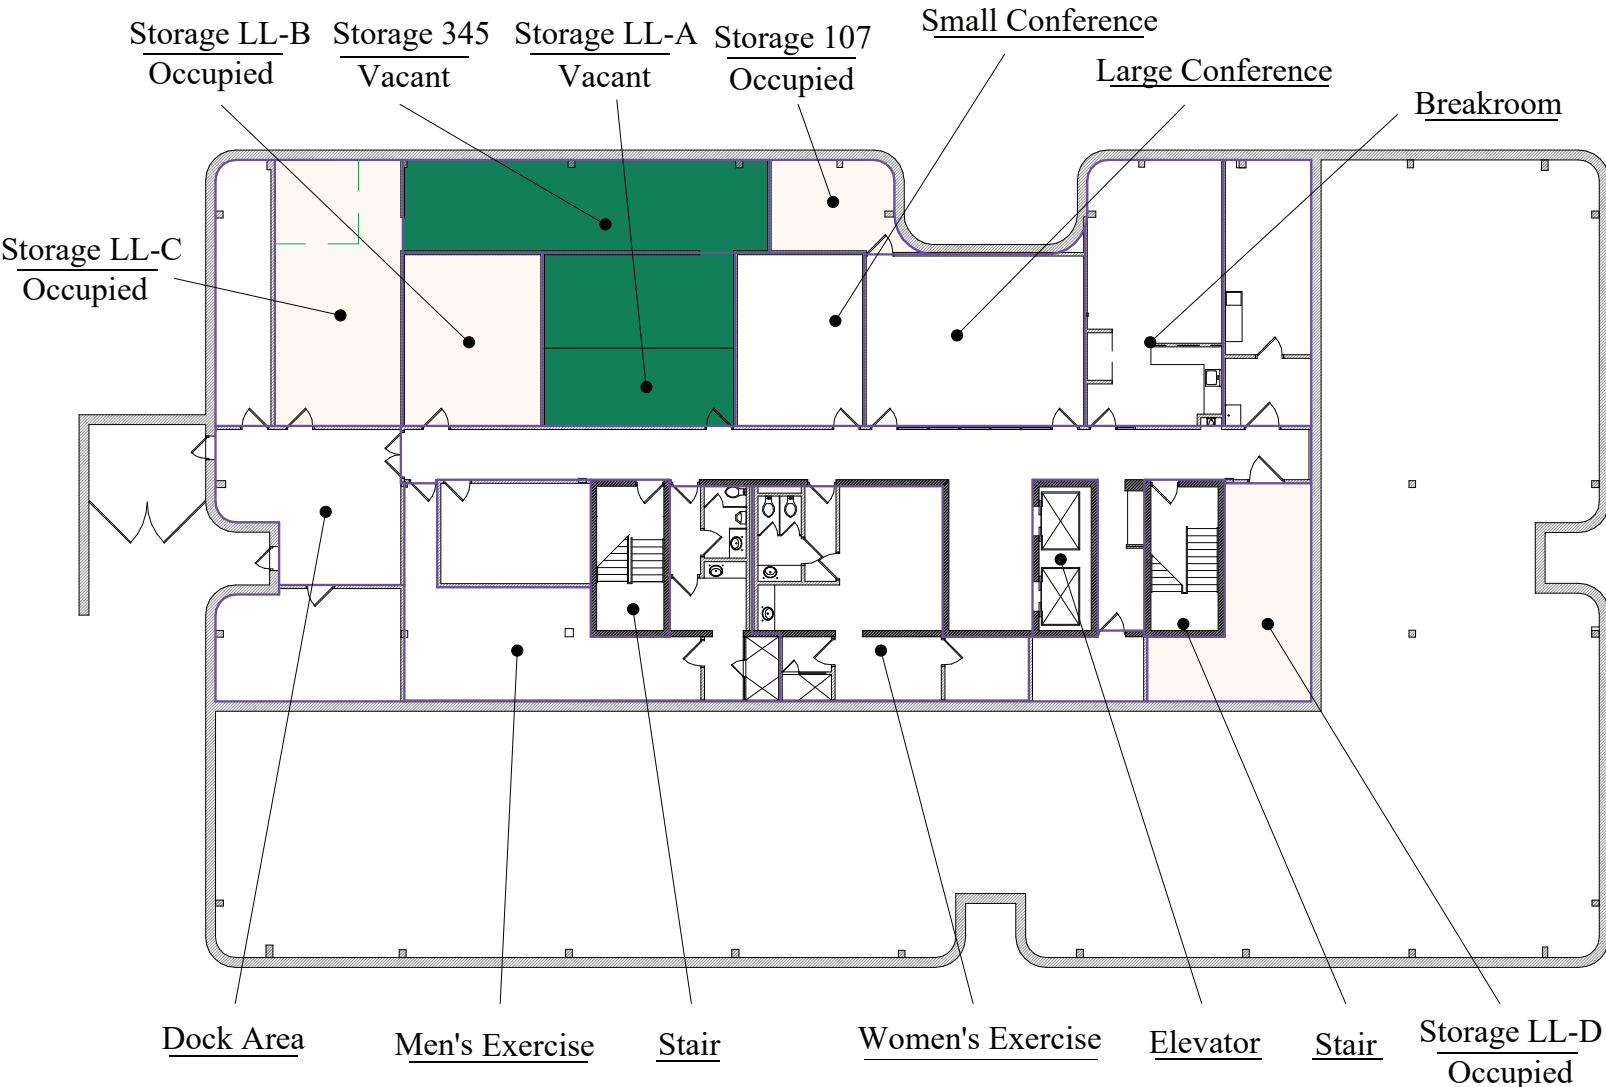 Storage LL-B
Occupied
Storage 345
Vacant
Storage LL-A
Vacant
Storage 107
Occupied
Small Conference
Large Conference
Breakroom
Storage LL-C
Occupied
Dock Area
Men's Exercise
Stair
Women's Exercise
Elevator
Stair
Storage LL-D
Occupied